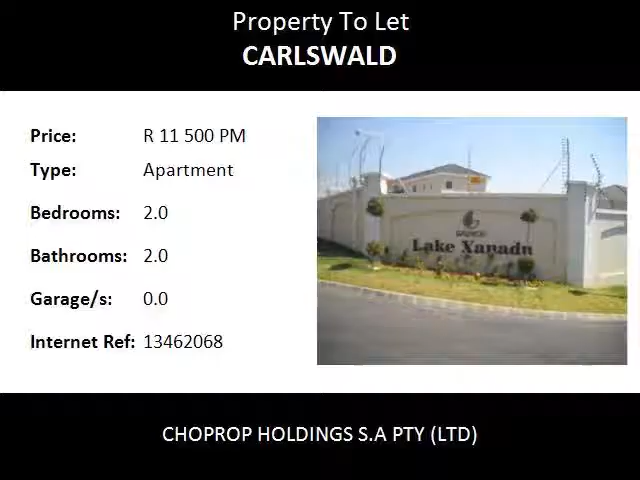 Property To Let
CARLSWALD
Price: R 11 500 PM
Type: Apartment
Bedrooms: 2.0
Bathrooms: 2.0
Garage/s: 0.0
Internet Ref: 13462068
Lake Xanadu
CHOPROP HOLDINGS S.A PTY (LTD)